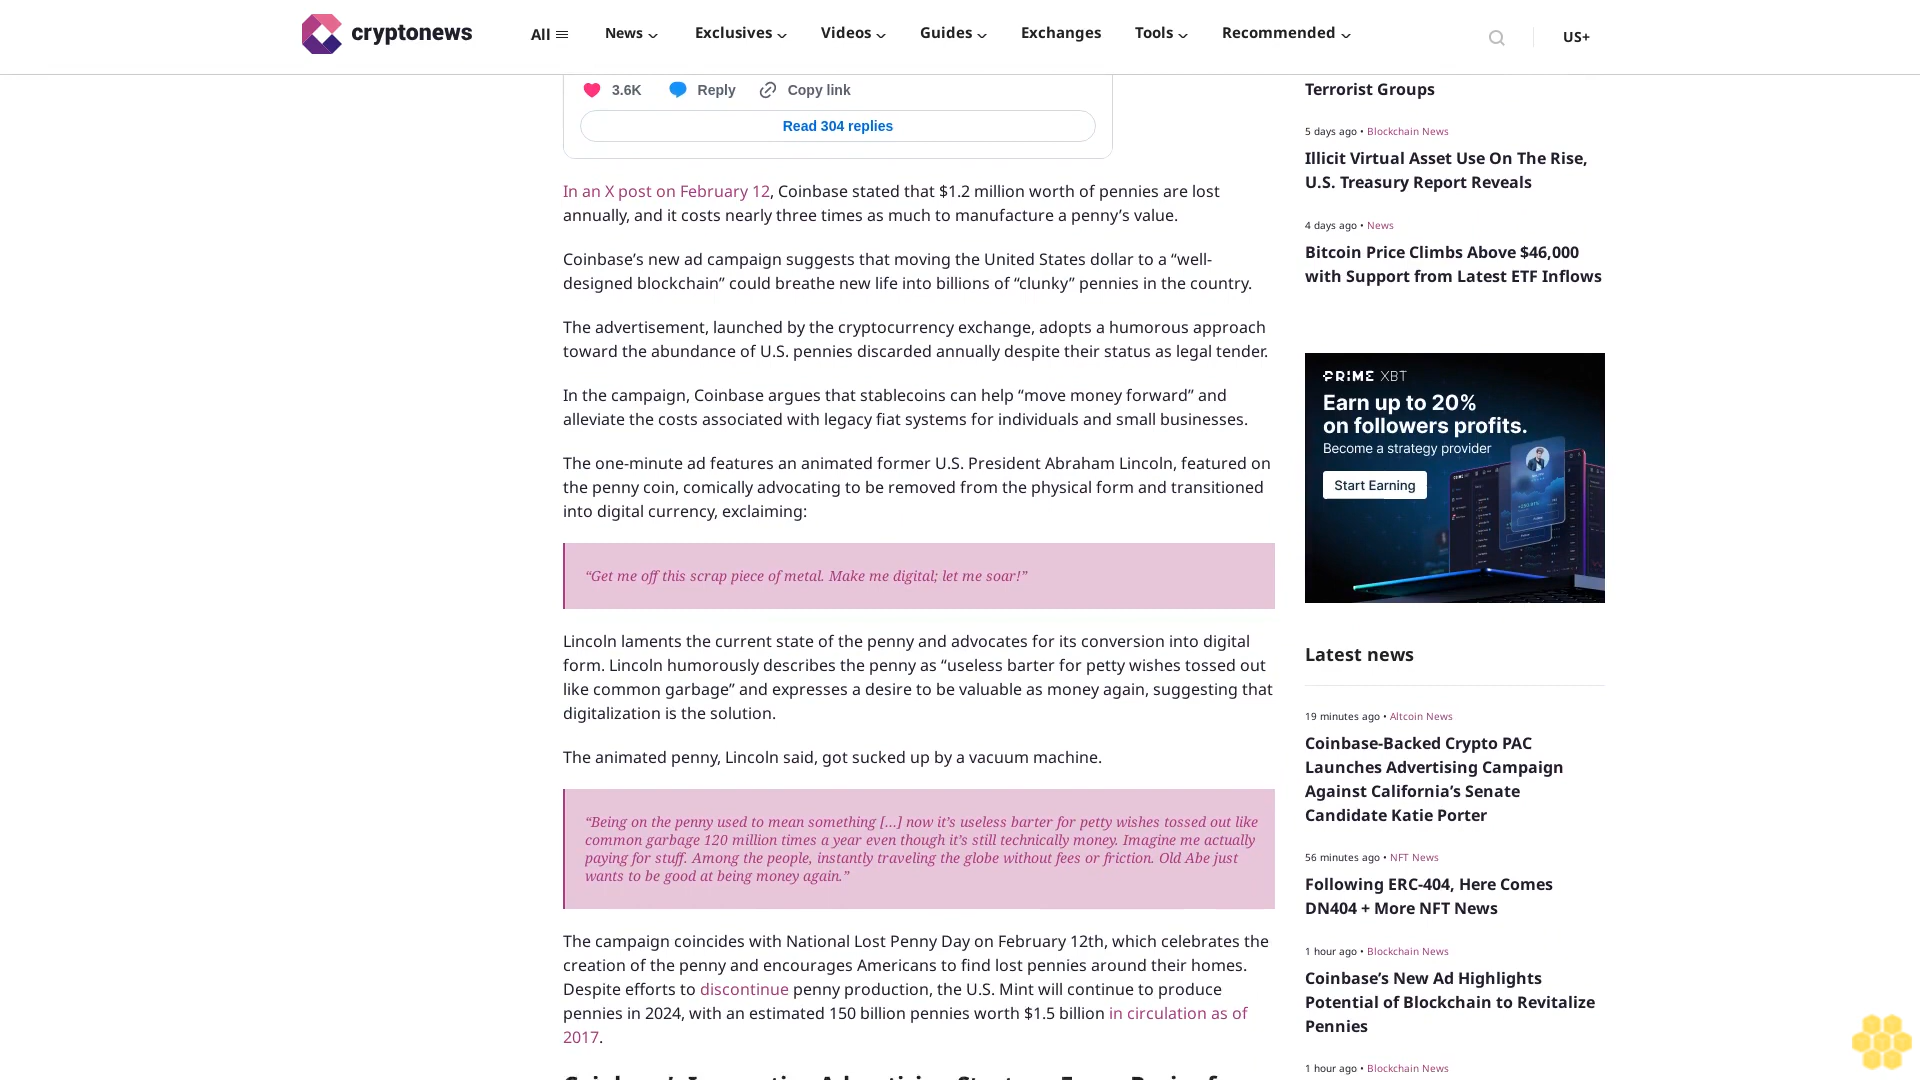 cryptonews
All
News
Exclusives
Videos
Guides
Exchanges
Tools
Recommended
US+
3.6K
Reply
Copy link
Read 304 replies
In an X post on February 12, Coinbase stated that $1.2 million worth of pennies are lost
annually, and it costs nearly three times as much to manufacture a penny’s value.
Coinbase’s new ad campaign suggests that moving the United States dollar to a “well-
designed blockchain” could breathe new life into billions of “clunky” pennies in the country.
The advertisement, launched by the cryptocurrency exchange, adopts a humorous approach
toward the abundance of U.S. pennies discarded annually despite their status as legal tender.
In the campaign, Coinbase argues that stablecoins can help “move money forward” and
alleviate the costs associated with legacy fiat systems for individuals and small businesses.
The one-minute ad features an animated former U.S. President Abraham Lincoln, featured on
the penny coin, comically advocating to be removed from the physical form and transitioned
into digital currency, exclaiming:
“Get me off this scrap piece of metal. Make me digital; let me soar!”
Lincoln laments the current state of the penny and advocates for its conversion into digital
form. Lincoln humorously describes the penny as “useless barter for petty wishes tossed out
like common garbage” and expresses a desire to be valuable as money again, suggesting that
digitalization is the solution.
The animated penny, Lincoln said, got sucked up by a vacuum machine.
“Being on the penny used to mean something […] now it’s useless barter for petty wishes tossed out like
common garbage 120 million times a year even though it’s still technically money. Imagine me actually
paying for stuff. Among the people, instantly traveling the globe without fees or friction. Old Abe just
wants to be good at being money again.”
The campaign coincides with National Lost Penny Day on February 12th, which celebrates the
creation of the penny and encourages Americans to find lost pennies around their homes.
Despite efforts to discontinue penny production, the U.S. Mint will continue to produce
pennies in 2024, with an estimated 150 billion pennies worth $1.5 billion in circulation as of
2017.
Terrorist Groups
5 days ago • Blockchain News
Illicit Virtual Asset Use On The Rise,
U.S. Treasury Report Reveals
4 days ago • News
Bitcoin Price Climbs Above $46,000
with Support from Latest ETF Inflows
PRIME XBT
Earn up to 20%
on followers profits.
Become a strategy provider
Start Earning
Latest news
19 minutes ago • Altcoin News
Coinbase-Backed Crypto PAC
Launches Advertising Campaign
Against California’s Senate
Candidate Katie Porter
56 minutes ago • NFT News
Following ERC-404, Here Comes
DN404 + More NFT News
1 hour ago • Blockchain News
Coinbase’s New Ad Highlights
Potential of Blockchain to Revitalize
Pennies
1 hour ago • Blockchain News